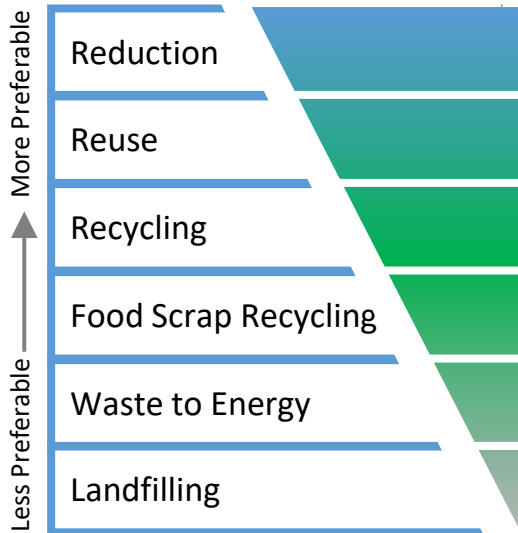 More Preferable
Less Preferable
Reduction
Reuse
Recycling
Food Scrap Recycling
Waste to Energy
Landfilling